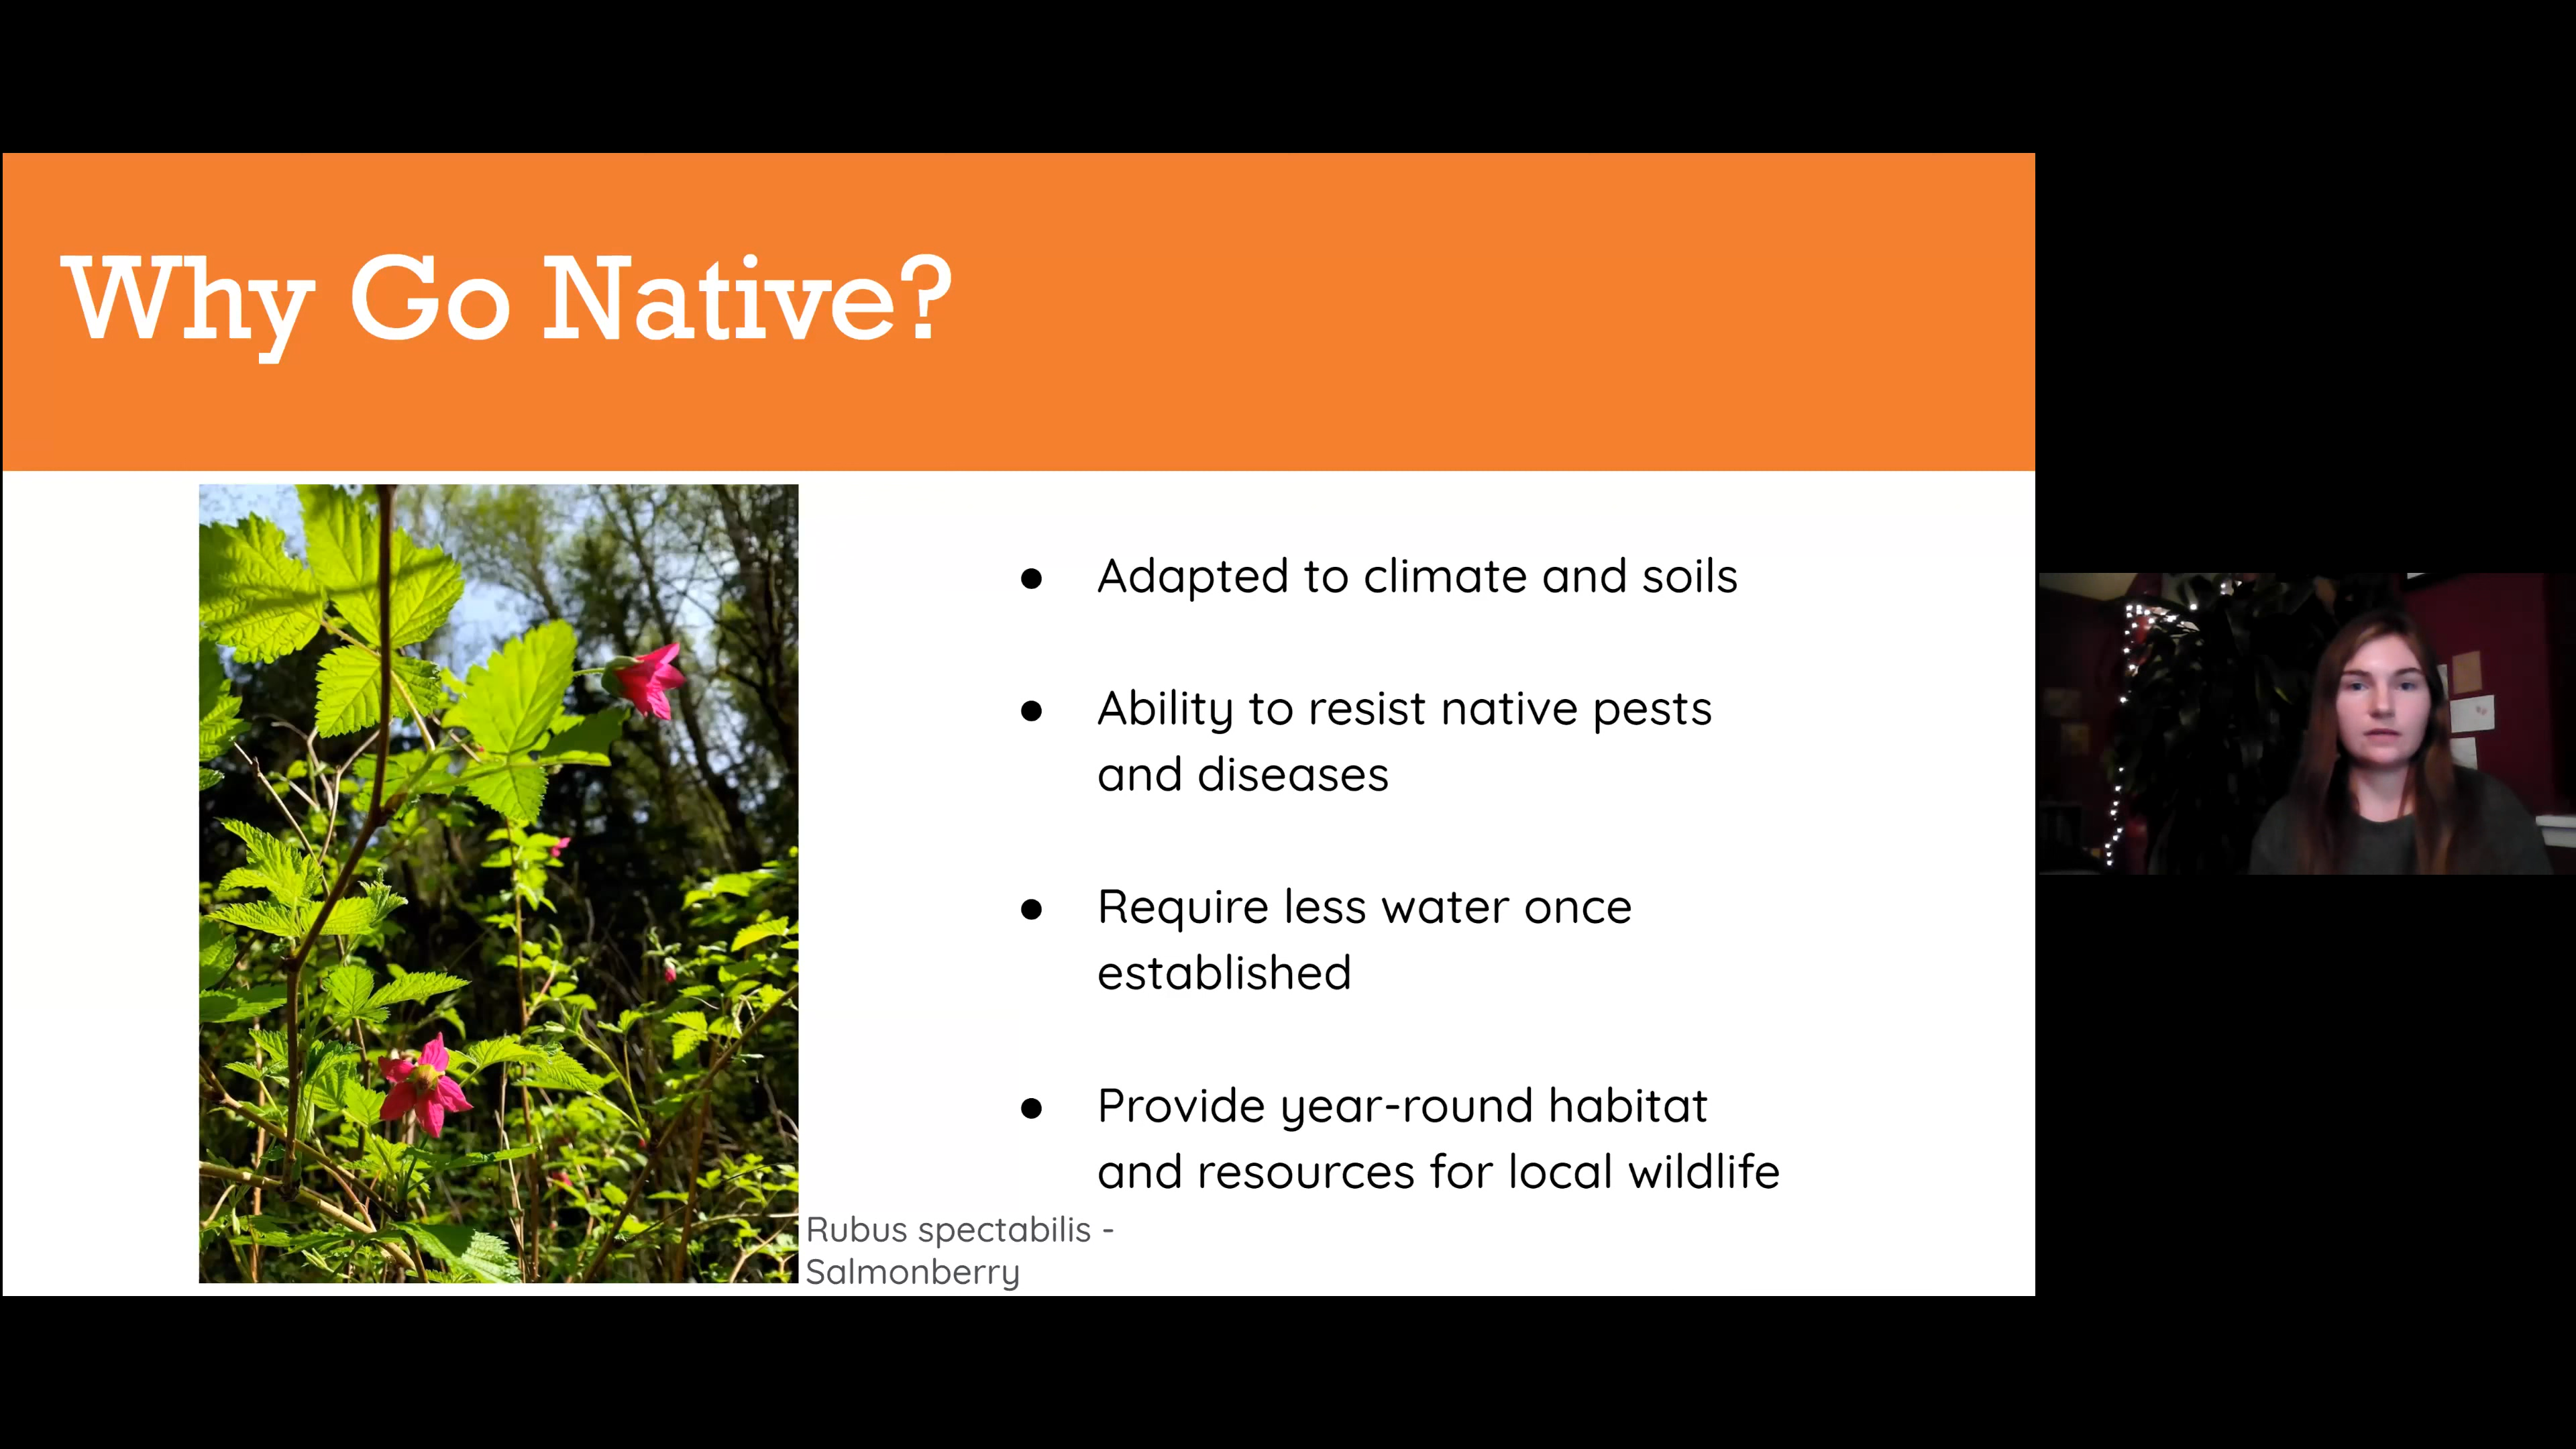 Why Go Native?
● Adapted to climate and soils
● Ability to resist native pests
and diseases
● Require less water once
established
● Provide year-round habitat
and resources for local wildlife
Rubus spectabilis -
Salmonberry